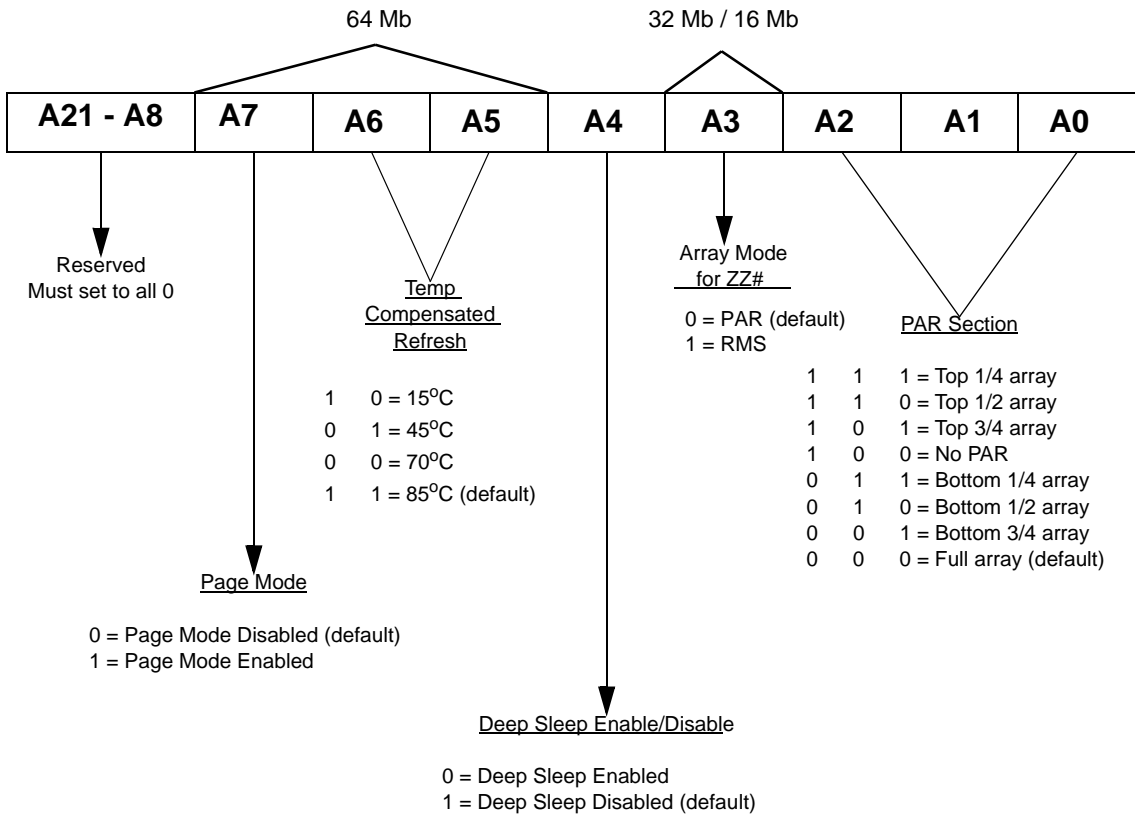 64 Mb
32 Mb / 16 Mb
A21 - A8 A7 A6 A5 A4 A3 A2 A1 A0
Reserved
Must set to all 0
Temp
Compensated
Refresh
1 0 = 15°C
0 1 = 45°C
0 0 = 70°C
1 1 = 85°C (default)
Array Mode
for ZZ#
0 = PAR (default)
1 = RMS
PAR Section
1 1 1 = Top 1/4 array
1 1 0 = Top 1/2 array
1 0 1 = Top 3/4 array
1 0 0 = No PAR
0 1 1 = Bottom 1/4 array
0 1 0 = Bottom 1/2 array
0 0 1 = Bottom 3/4 array
0 0 0 = Full array (default)
Page Mode
0 = Page Mode Disabled (default)
1 = Page Mode Enabled
Deep Sleep Enable/Disable
0 = Deep Sleep Enabled
1 = Deep Sleep Disabled (default)